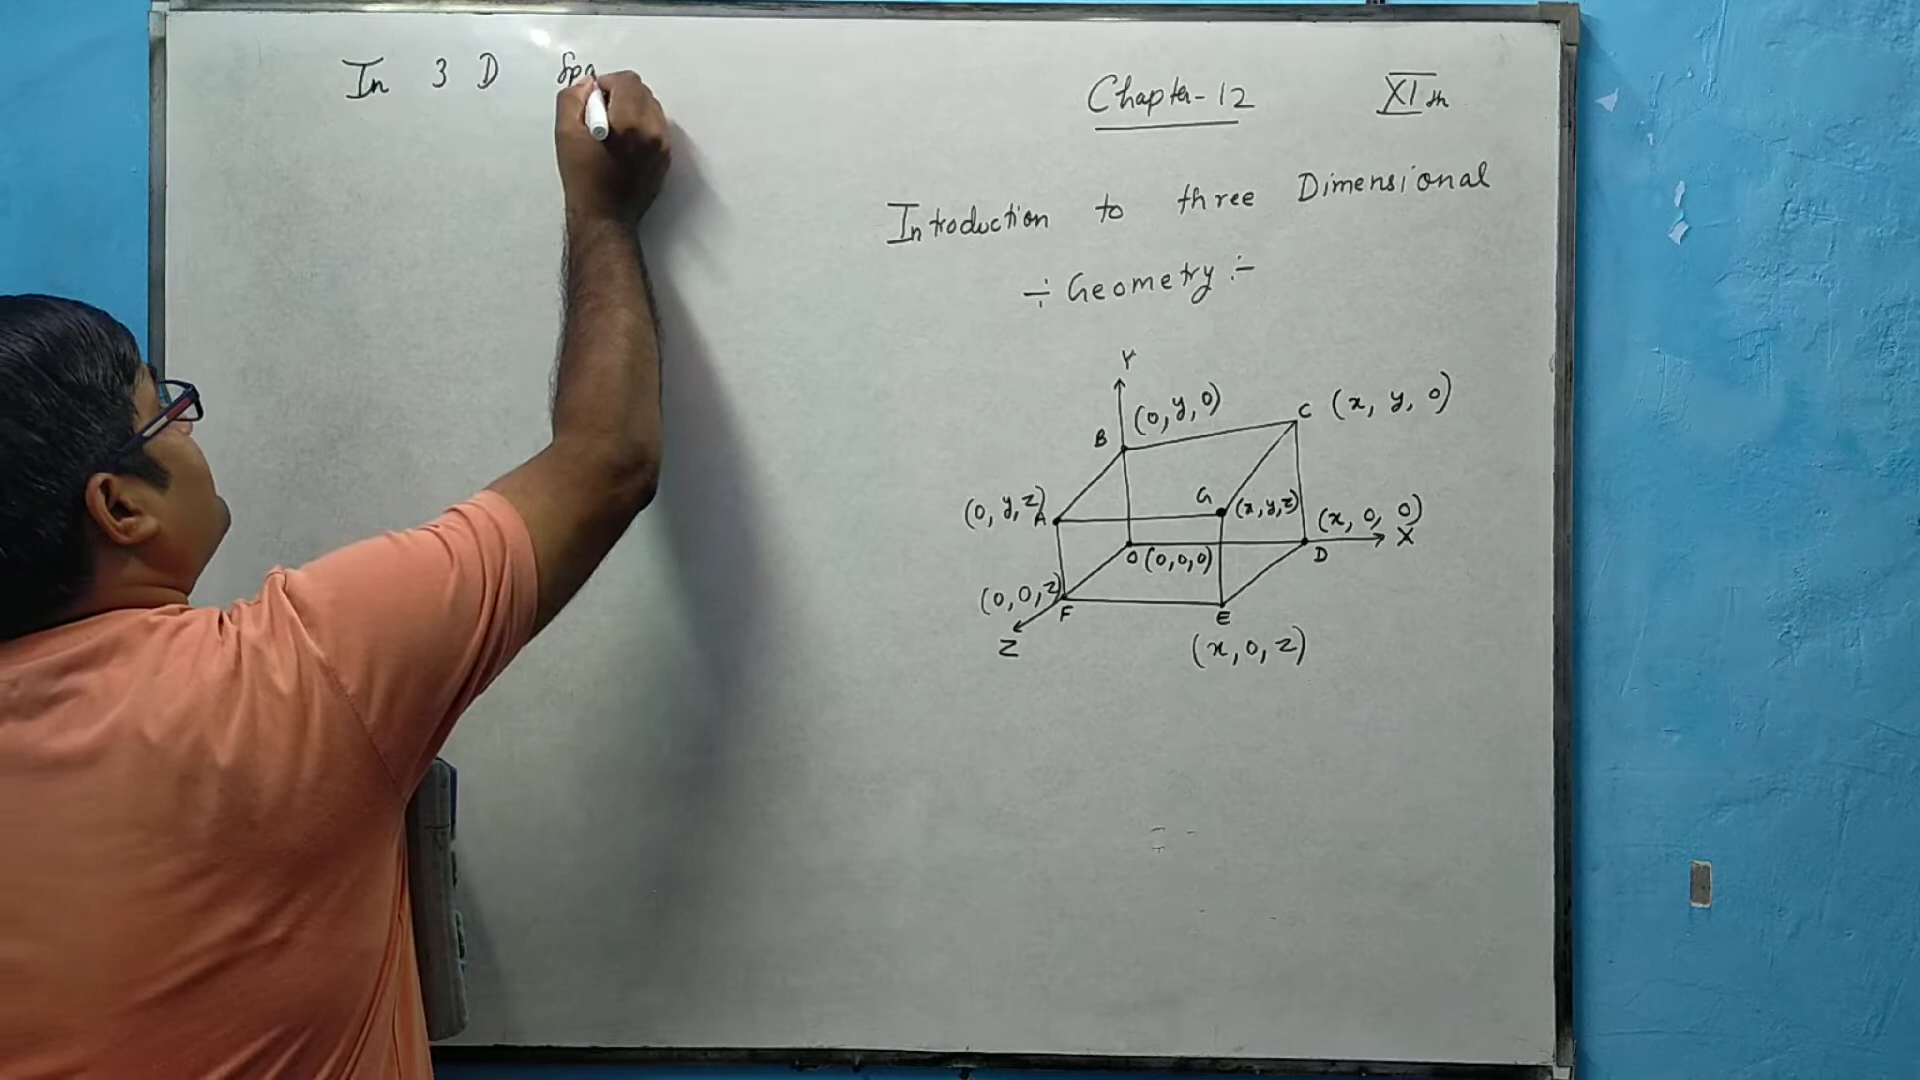 In 3 D Spa
Chapter-12 XIth
Introduction to three Dimensional
÷ Geometry :-
Y
B (0, y, 0) C (x, y, 0)
(0, y, z) A G (x, y, z) (x, 0, 0)
O (0,0,0) D X
(0, 0, z) F E
Z (x, 0, z)